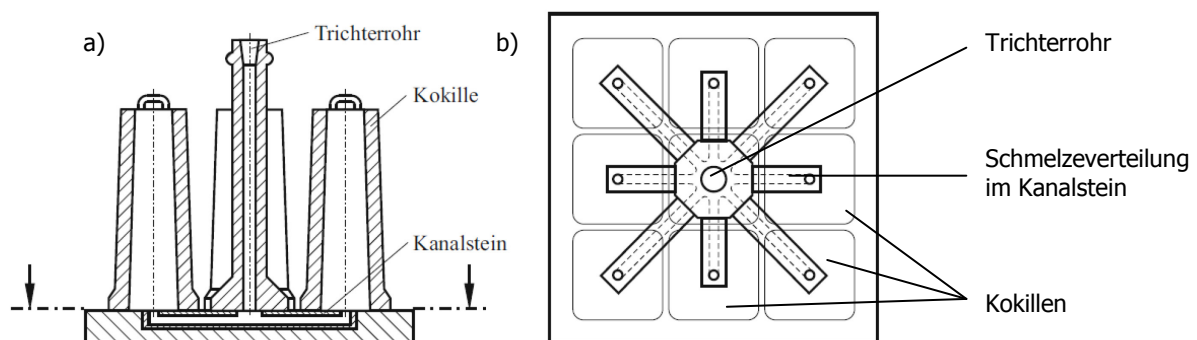 a)
Trichterrohr
Kokille
Kanalstein
b)
Trichterrohr
Schmelzeverteilung
im Kanalstein
Kokillen